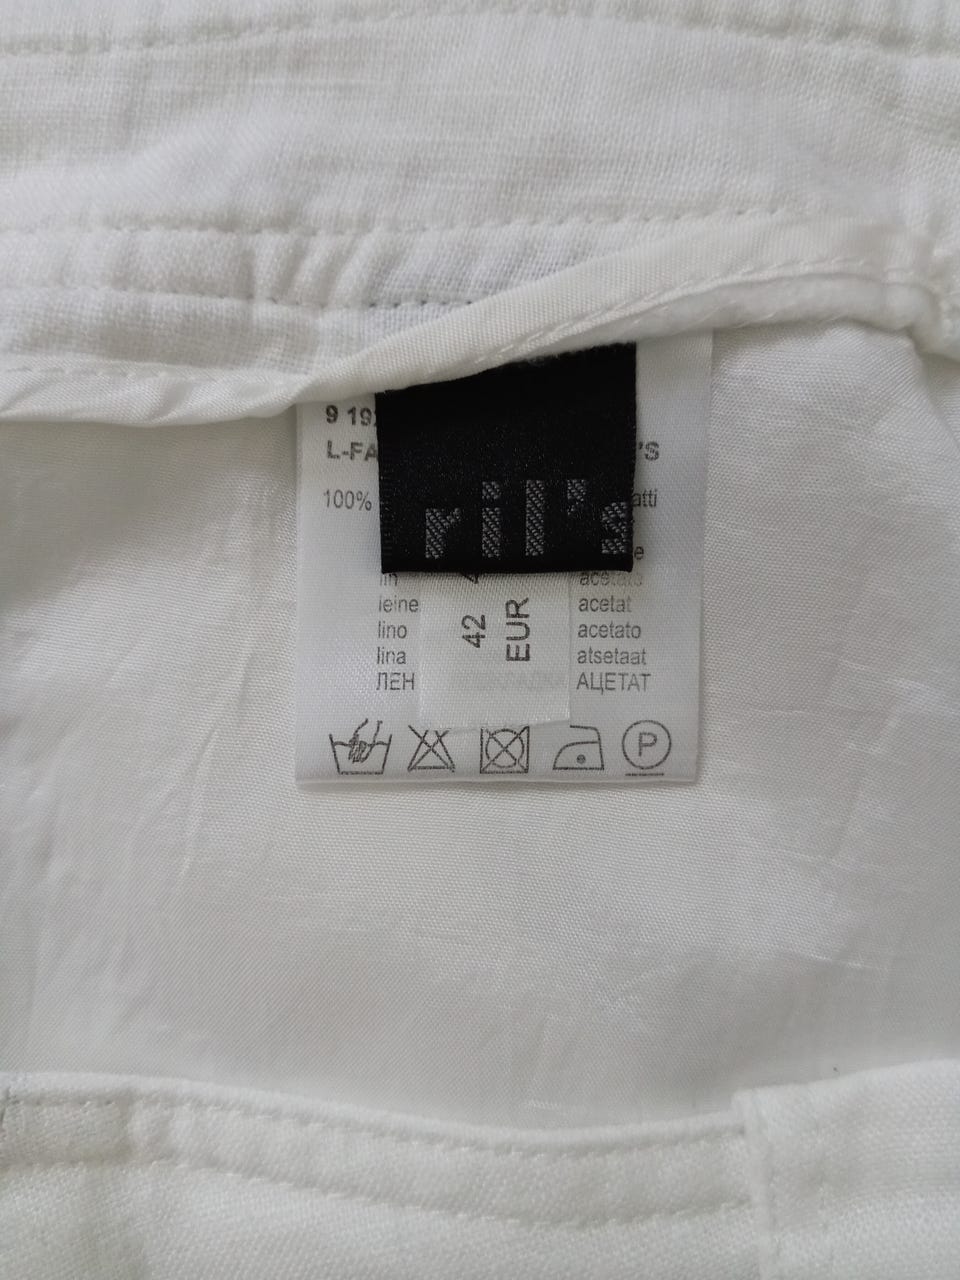 9 19
L-FA
'S
100%
atti
ril's
e
lin
acetato
leine
acetat
lino
acetato
lina
atsetaat
ЛЕН
АЦЕТАТ
42
EUR
P